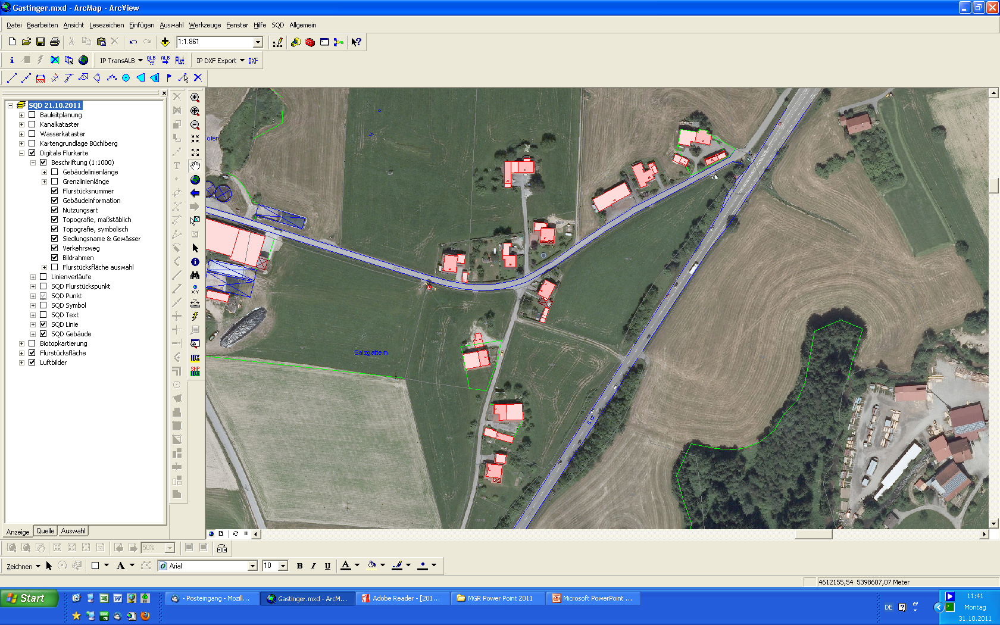 Gastinger.mxd - ArcMap - ArcView
Datei Bearbeiten Ansicht Lesezeichen Einfügen Auswahl Werkzeuge Fenster Hilfe SQD Allgemein
1:1.861
IP TransALB ALB ALB Flst IP DXF Export DXF
SQD 21.10.2011
Bauleitplanung
Kanalkataster
Wasserkataster
Kartengrundlage Büchlberg
Digitale Flurkarte
Beschriftung (1:1000)
Gebäudelinienlänge
Grenzlinienlänge
Flurstücksnummer
Gebäudeinformation
Nutzungsart
Topografie, maßstäblich
Topografie, symbolisch
Siedlungsname & Gewässer
Verkehrsweg
Bildrahmen
Flurstücksfläche auswahl
Linienverläufe
SQD Flurstückspunkt
SQD Punkt
SQD Symbol
SQD Text
SQD Linie
SQD Gebäude
Biotopkartierung
Flurstücksfläche
Luftbilder
XY
IDX
SHP
IDX
ofen
Salzgattern
Anzeige Quelle Auswahl
50%
Zeichnen A Arial 10 B I U A
4612155,54 5398607,07 Meter
Start
- Posteingang - Mozill...
Gastinger.mxd - ArcM...
Adobe Reader - [201...
MGR Power Point 2011
Microsoft PowerPoint ...
DE
11:41
Montag
31.10.2011